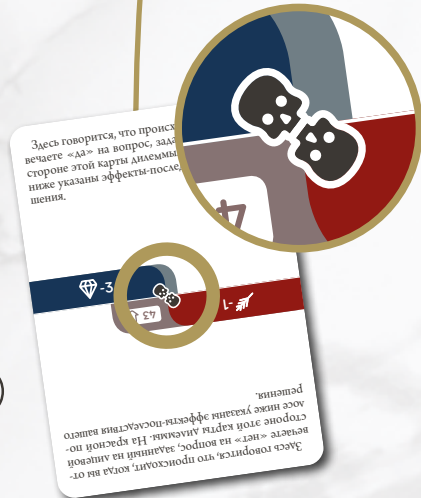 Здесь говорится, что происх
вечаете «да» на вопрос, зада
стороне этой карты дилеммы.
ниже указаны эффекты-послед
шения.
-3
43
-1
Здесь говорится, что происходит, когда вы от-
вечаете «нет» на вопрос, заданный на лицевой
стороне этой карты дилеммы. На красной по-
лосе ниже указаны эффекты-последствия вашего
решения.